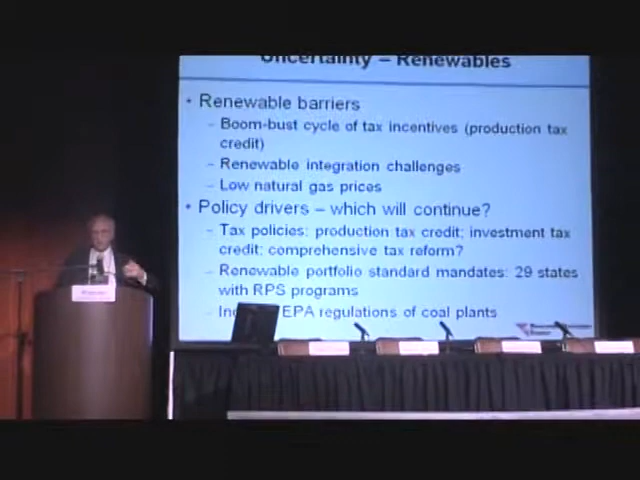 Uncertainty – Renewables
• Renewable barriers
– Boom-bust cycle of tax incentives (production tax
credit)
– Renewable integration challenges
– Low natural gas prices
• Policy drivers – which will continue?
– Tax policies: production tax credit; investment tax
credit; comprehensive tax reform?
– Renewable portfolio standard mandates: 29 states
with RPS programs
– EPA regulations of coal plants